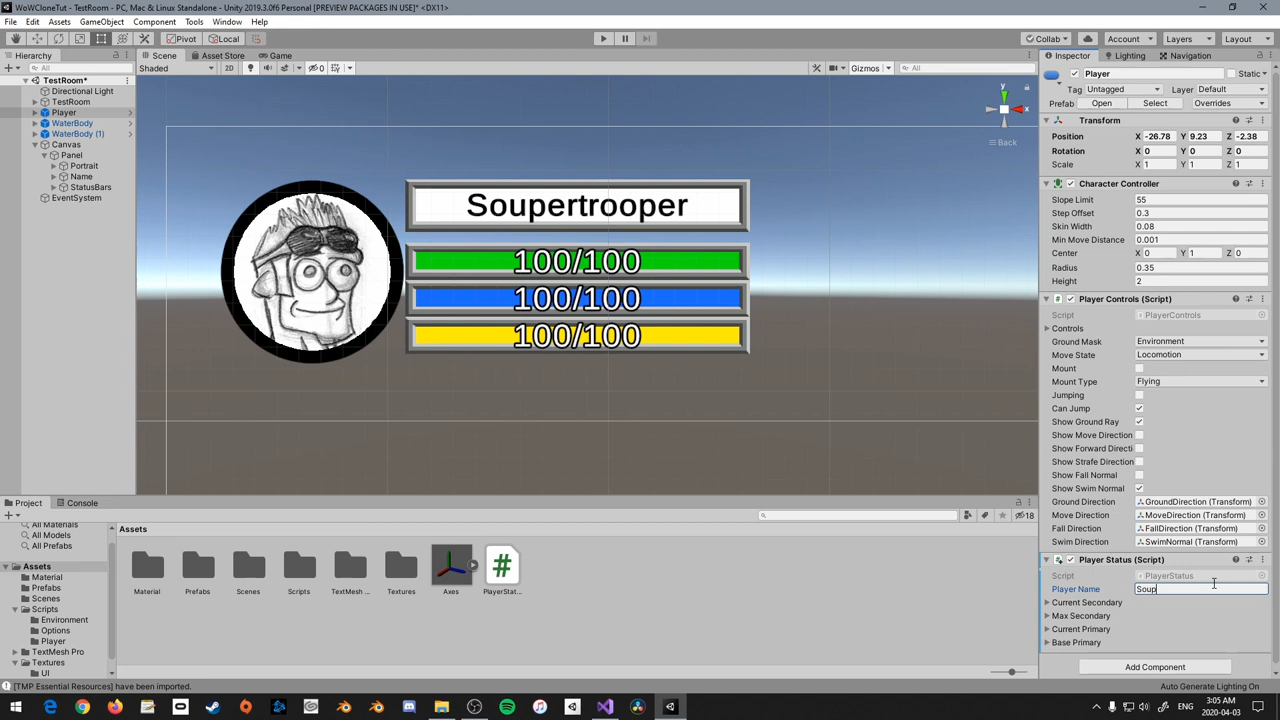 WoWCloneTut - TestRoom - PC, Mac & Linux Standalone - Unity 2019.3.0f6 Personal [PREVIEW PACKAGES IN USE]* <DX11>
File Edit Assets GameObject Component Tools Window Help
Pivot Local Collab Account Layers Layout
Hierarchy Scene Asset Store Game Inspector Lighting Navigation
All Shaded 2D 0 Gizmos All Player Static
TestRoom* Tag Untagged Layer Default
Directional Light Prefab Open Select Overrides
TestRoom
Player Transform
WaterBody Position X -26.78 Y 9.23 Z -2.38
WaterBody (1) Rotation X 0 Y 0 Z 0
Canvas Scale X 1 Y 1 Z 1
Panel
Portrait
Name
StatusBars
EventSystem
y
x
Back
Soupertrooper
100/100
100/100
100/100
Character Controller
Slope Limit 55
Step Offset 0.3
Skin Width 0.08
Min Move Distance 0.001
Center X 0 Y 1 Z 0
Radius 0.35
Height 2
Player Controls (Script)
Script PlayerControls
Controls
Ground Mask Environment
Move State Locomotion
Mount
Mount Type Flying
Jumping
Can Jump
Show Ground Ray
Show Move Direction
Show Forward Directi
Show Strafe Direction
Show Fall Normal
Show Swim Normal
Ground Direction GroundDirection (Transform)
Move Direction MoveDirection (Transform)
Fall Direction FallDirection (Transform)
Swim Direction SwimNormal (Transform)
Player Status (Script)
Script PlayerStatus
Player Name Soup
Current Secondary
Max Secondary
Current Primary
Base Primary
Add Component
Project Console
18
All Materials
All Models
All Prefabs
Assets
Material
Prefabs
Scenes
Scripts
Environment
Options
Player
TextMesh Pro
Textures
UI
Assets
Material Prefabs Scenes Scripts TextMesh ... Textures Axes PlayerStat...
[TMP Essential Resources] have been imported. Auto Generate Lighting On
ENG 3:05 AM
2020-04-03